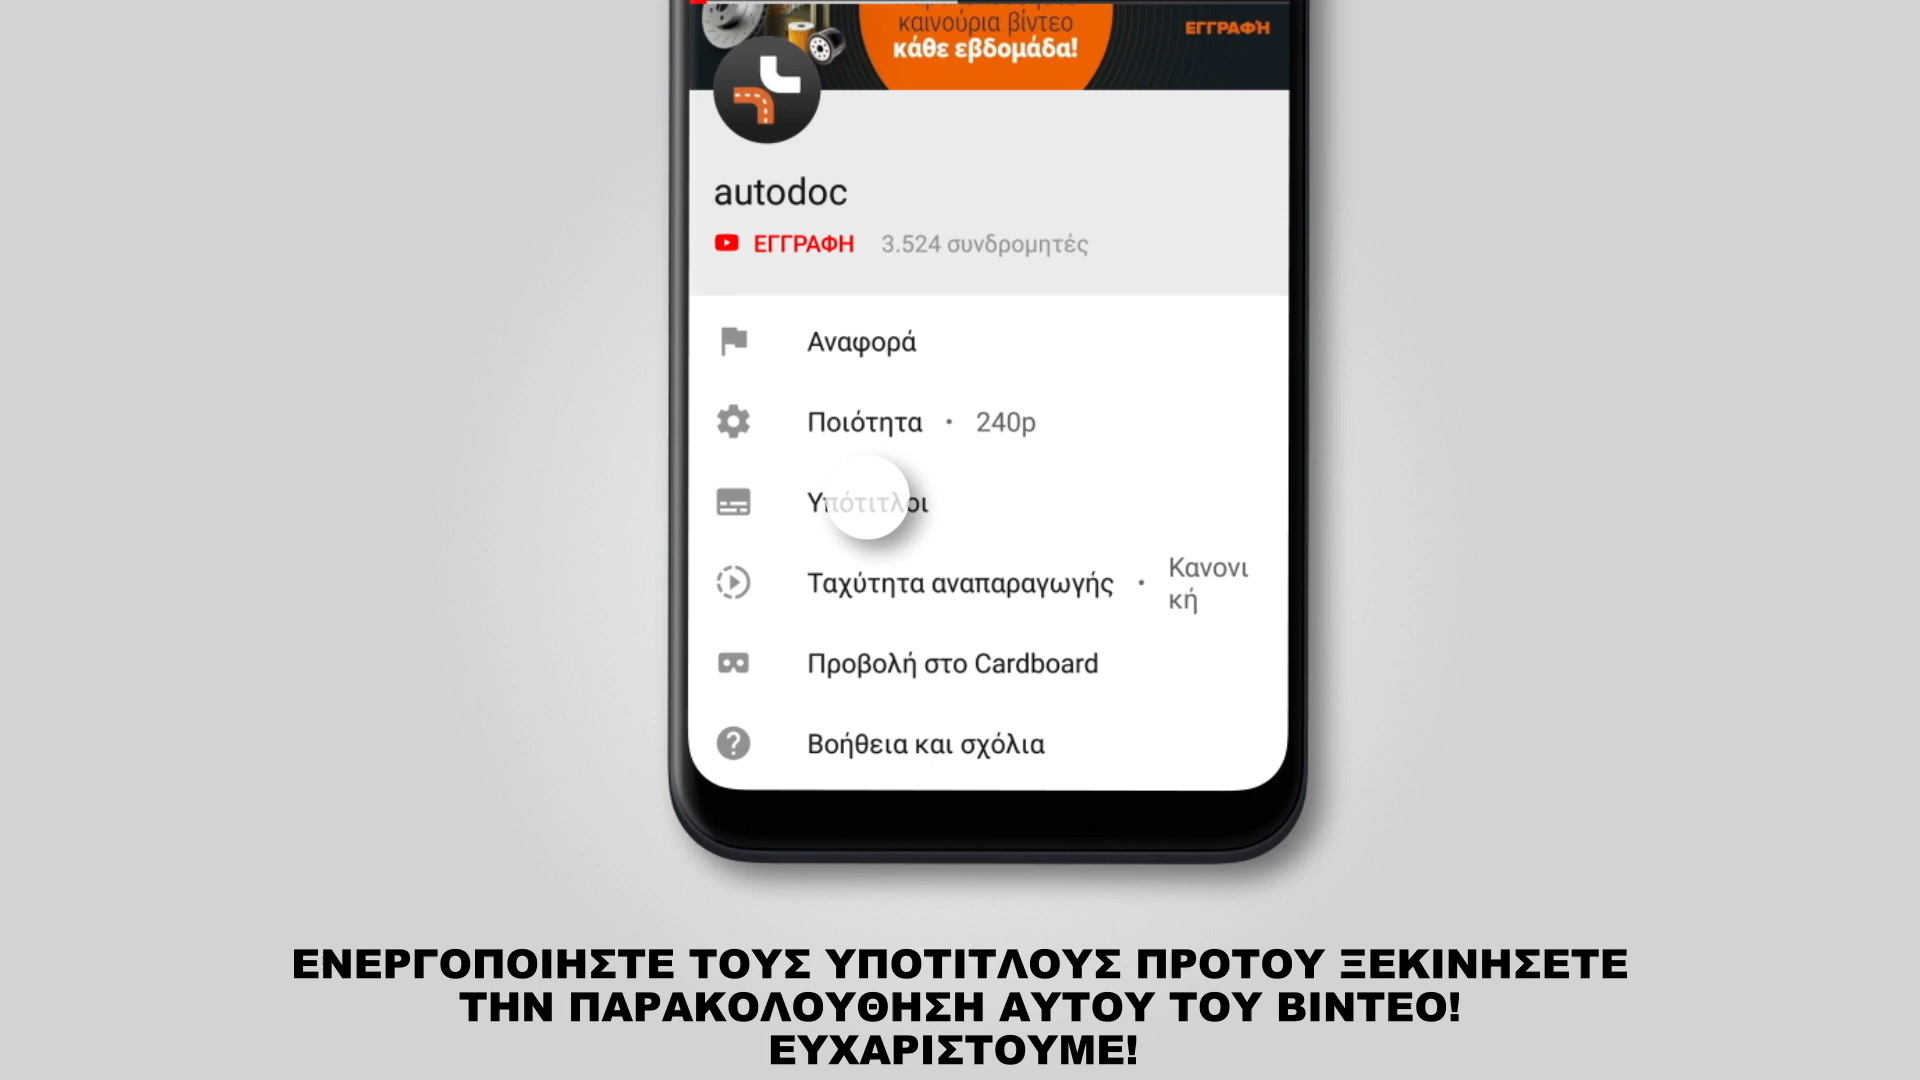 καινούρια βίντεο
κάθε εβδομάδα!
ΕΓΓΡΑΦΉ
autodoc
ΕΓΓΡΑΦΗ 3.524 συνδρομητές
Αναφορά
Ποιότητα • 240p
Υπότιτλοι
Ταχύτητα αναπαραγωγής • Κανονι
κή
Προβολή στο Cardboard
Βοήθεια και σχόλια
ΕΝΕΡΓΟΠΟΙΗΣΤΕ ΤΟΥΣ ΥΠΟΤΙΤΛΟΥΣ ΠΡΟΤΟΥ ΞΕΚΙΝΗΣΕΤΕ
ΤΗΝ ΠΑΡΑΚΟΛΟΥΘΗΣΗ ΑΥΤΟΥ ΤΟΥ ΒΙΝΤΕΟ!
ΕΥΧΑΡΙΣΤΟΥΜΕ!